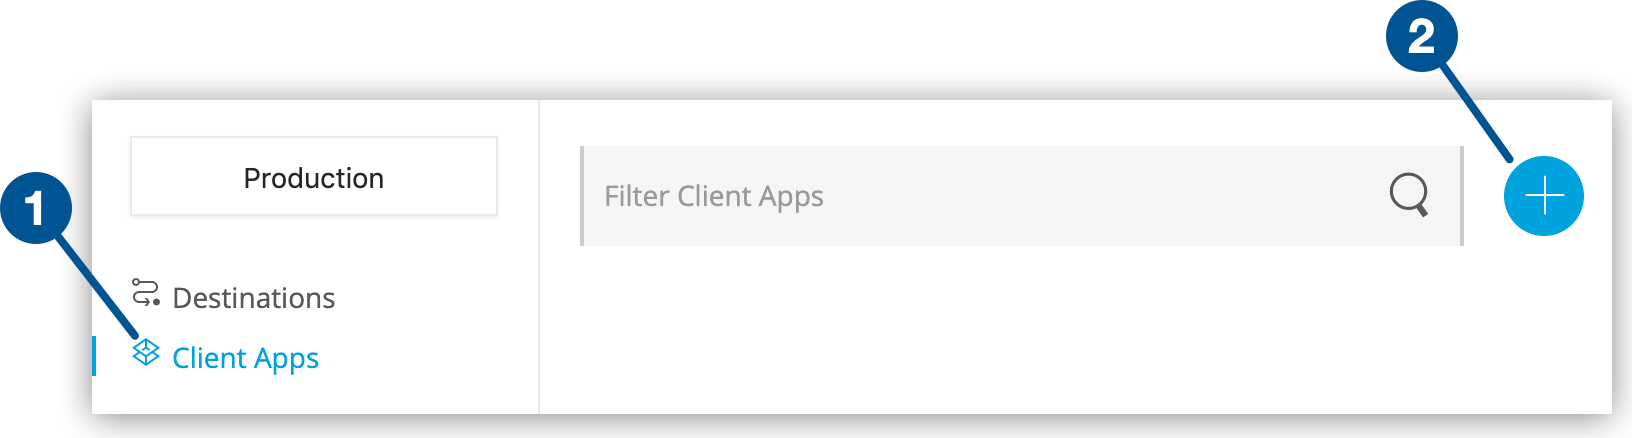 2
Production
Filter Client Apps
1
Destinations
Client Apps